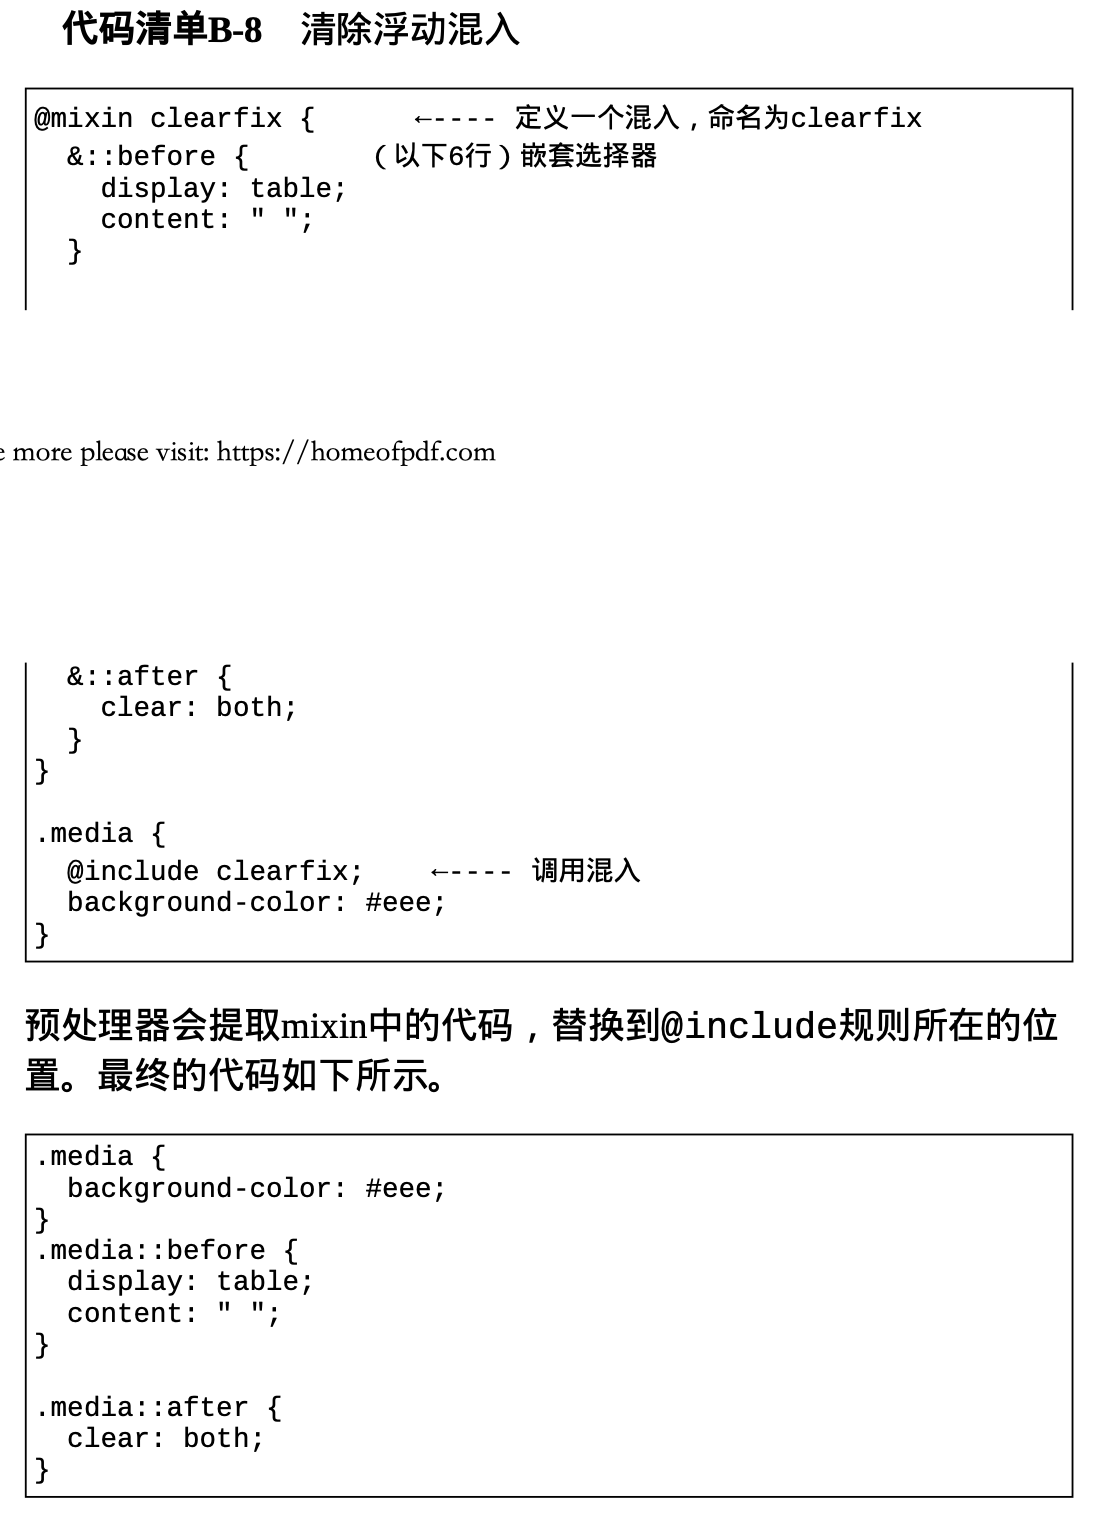 代码清单B-8　清除浮动混入
@mixin clearfix {      ←---- 定义一个混入，命名为clearfix
  &::before {       （以下6行）嵌套选择器
    display: table;
    content: " ";
  }
e more please visit: https://homeofpdf.com
  &::after {
    clear: both;
  }
}
.media {
  @include clearfix;    ←---- 调用混入
  background-color: #eee;
}
预处理器会提取mixin中的代码，替换到@include规则所在的位
置。最终的代码如下所示。
.media {
  background-color: #eee;
}
.media::before {
  display: table;
  content: " ";
}
.media::after {
  clear: both;
}